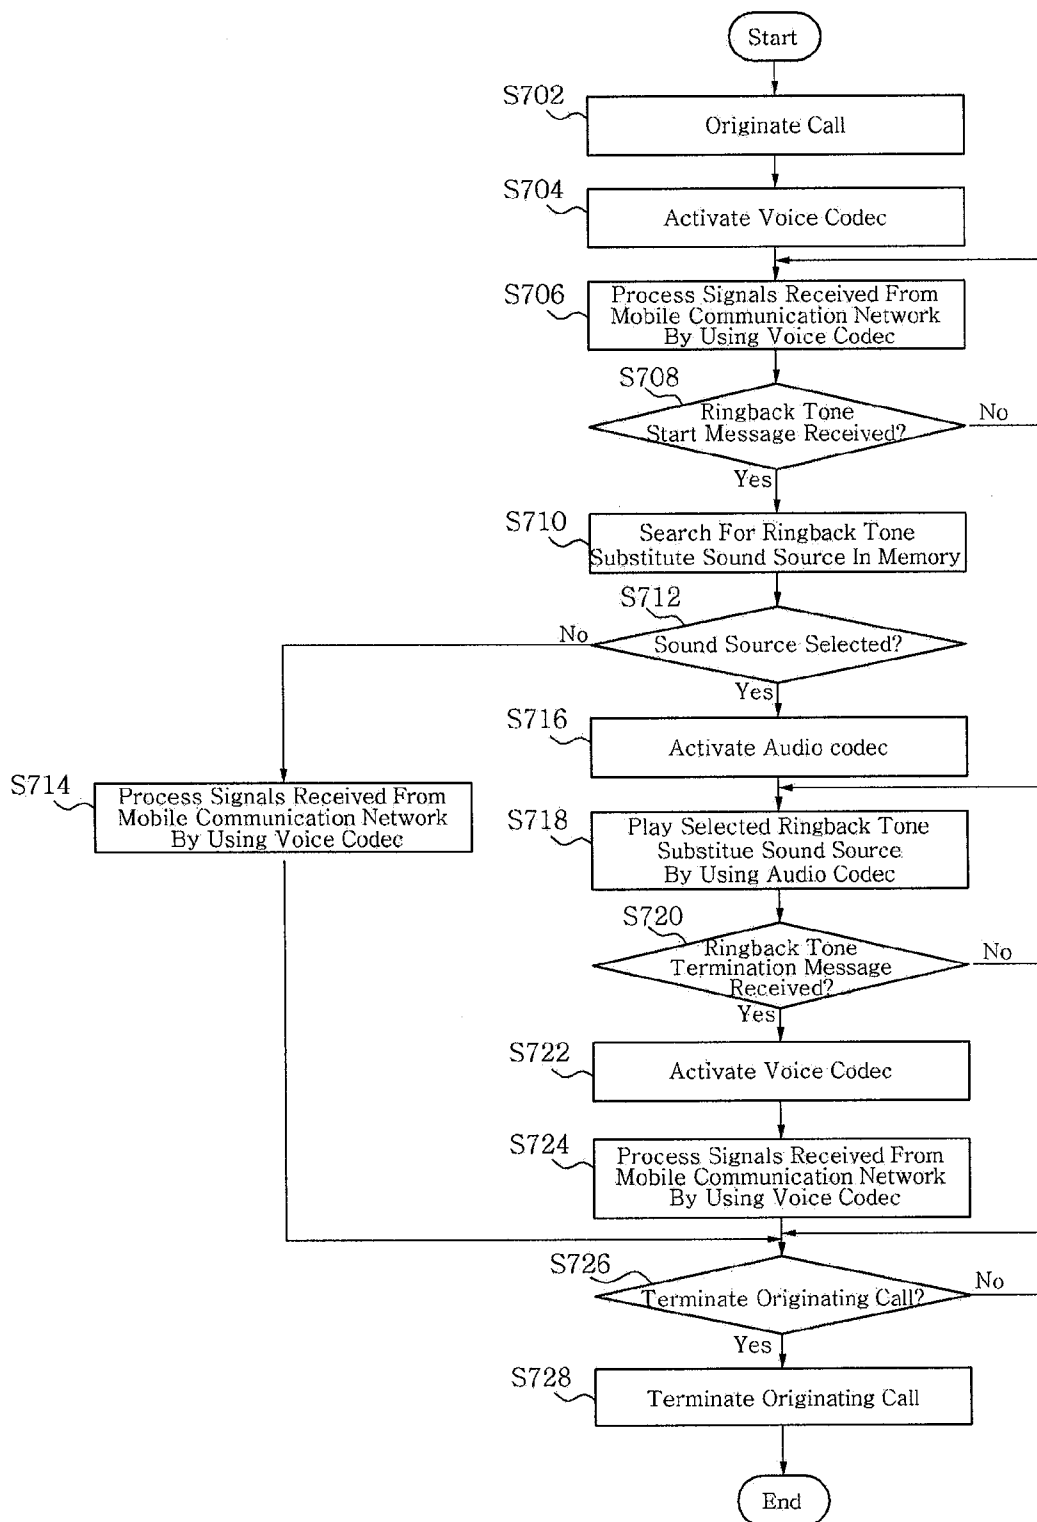 Start
S702
Originate Call
S704
Activate Voice Codec
S706
Process Signals Received From
Mobile Communication Network
By Using Voice Codec
S708
Ringback Tone
Start Message Received?
No
Yes
S710
Search For Ringback Tone
Substitute Sound Source In Memory
S712
No
Sound Source Selected?
Yes
S716
Activate Audio codec
S714
Process Signals Received From
Mobile Communication Network
By Using Voice Codec
S718
Play Selected Ringback Tone
Substitue Sound Source
By Using Audio Codec
S720
Ringback Tone
Termination Message
Received?
No
Yes
S722
Activate Voice Codec
S724
Process Signals Received From
Mobile Communication Network
By Using Voice Codec
S726
Terminate Originating Call?
No
Yes
S728
Terminate Originating Call
End